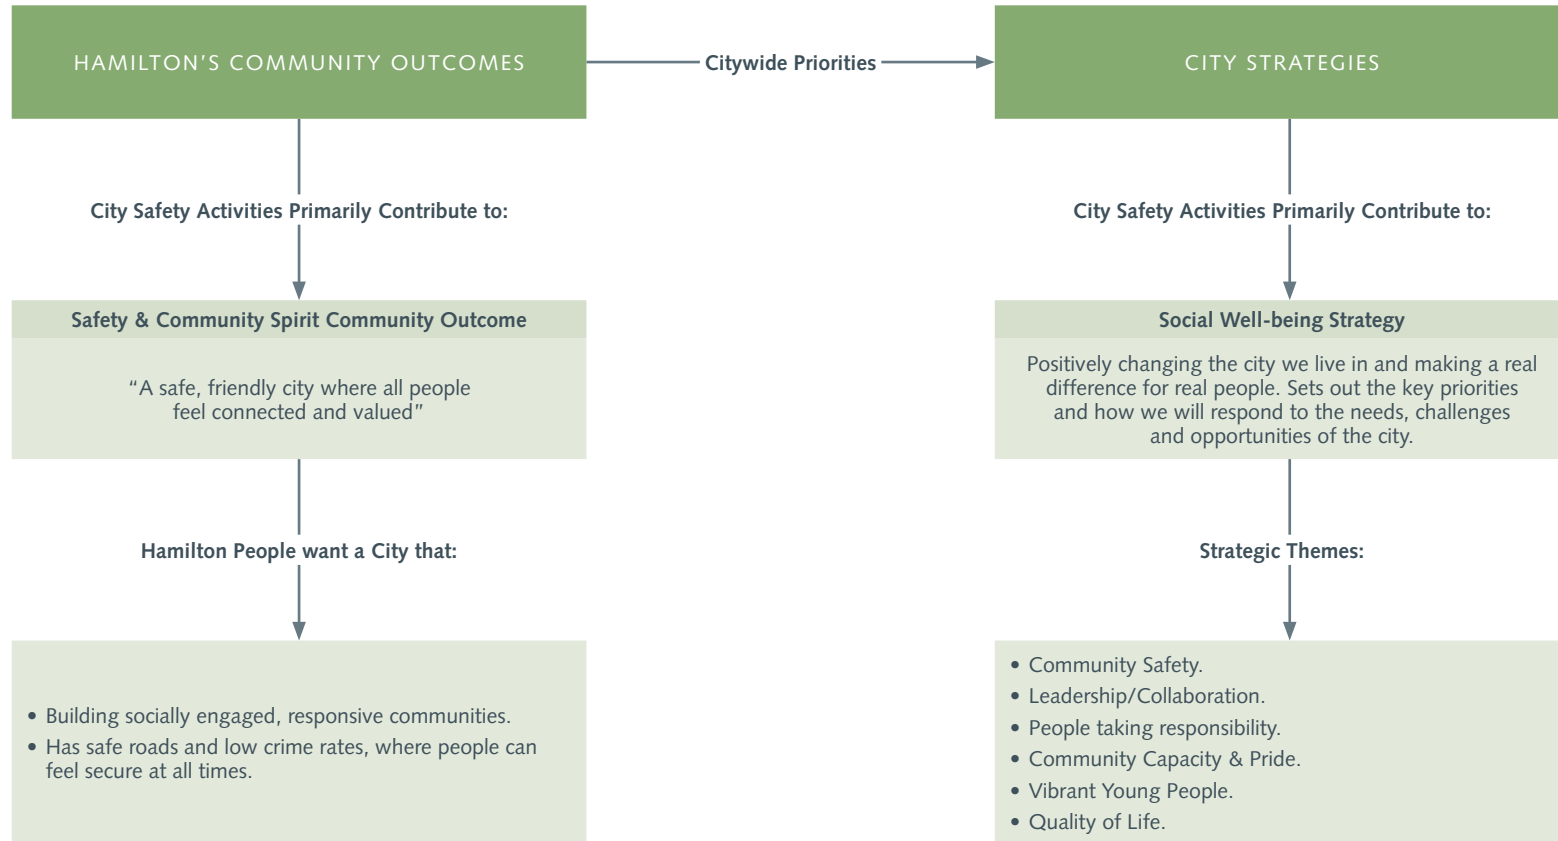 HAMILTON'S COMMUNITY OUTCOMES
Citywide Priorities
CITY STRATEGIES
City Safety Activities Primarily Contribute to:
Safety & Community Spirit Community Outcome
“A safe, friendly city where all people
feel connected and valued”
Hamilton People want a City that:
• Building socially engaged, responsive communities.
• Has safe roads and low crime rates, where people can
feel secure at all times.
City Safety Activities Primarily Contribute to:
Social Well-being Strategy
Positively changing the city we live in and making a real
difference for real people. Sets out the key priorities
and how we will respond to the needs, challenges
and opportunities of the city.
Strategic Themes:
• Community Safety.
• Leadership/Collaboration.
• People taking responsibility.
• Community Capacity & Pride.
• Vibrant Young People.
• Quality of Life.